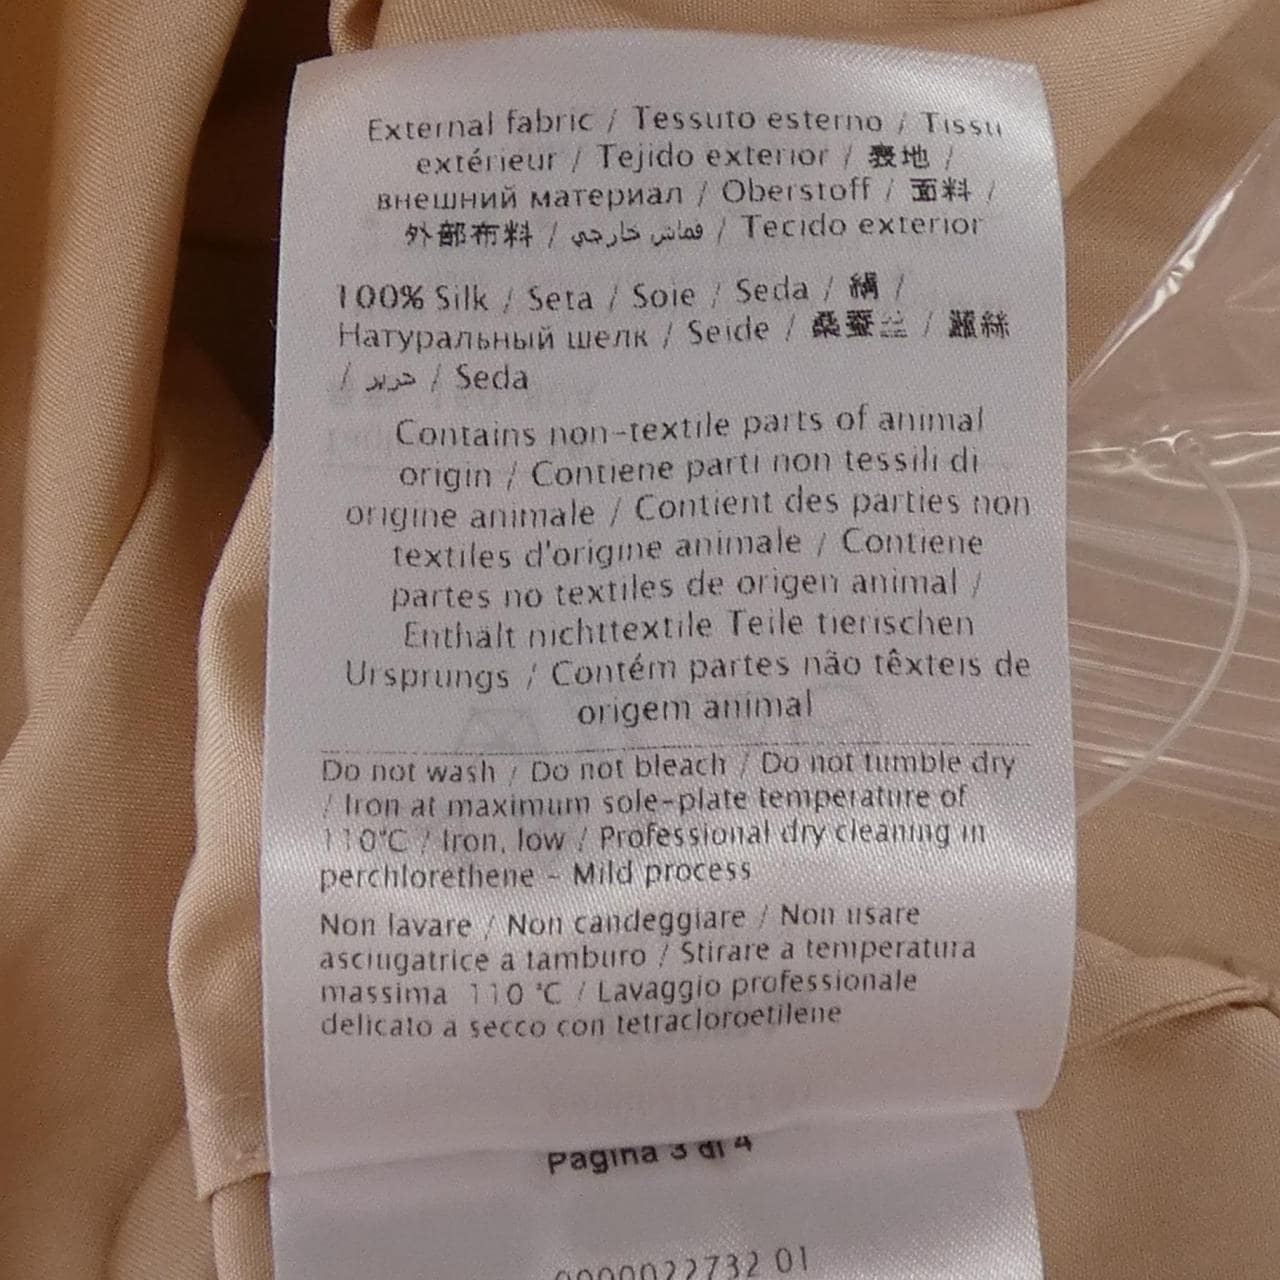 External fabric / Tessuto esterno / Tissu
extérieur / Tejido exterior / 表地 /
внешний материал / Oberstoff / 面料 /
外部布料 / قماش خارجي / Tecido exterior
100% Silk / Seta / Soie / Seda / 絹 /
Натуральный шелк / Seide / 桑蚕丝 / 蠶絲
/ حرير / Seda
Contains non-textile parts of animal
origin / Contiene parti non tessili di
origine animale / Contient des parties non
textiles d'origine animale / Contiene
partes no textiles de origen animal /
Enthält nichttextile Teile tierischen
Ursprungs / Contém partes não têxteis de
origem animal
Do not wash / Do not bleach / Do not tumble dry
/ Iron at maximum sole-plate temperature of
110°C / Iron, low / Professional dry cleaning in
perchlorethene - Mild process
Non lavare / Non candeggiare / Non usare
asciugatrice a tamburo / Stirare a temperatura
massima 110 °C / Lavaggio professionale
delicato a secco con tetracloroetilene
Pagina 3 di 4
0000022732 01